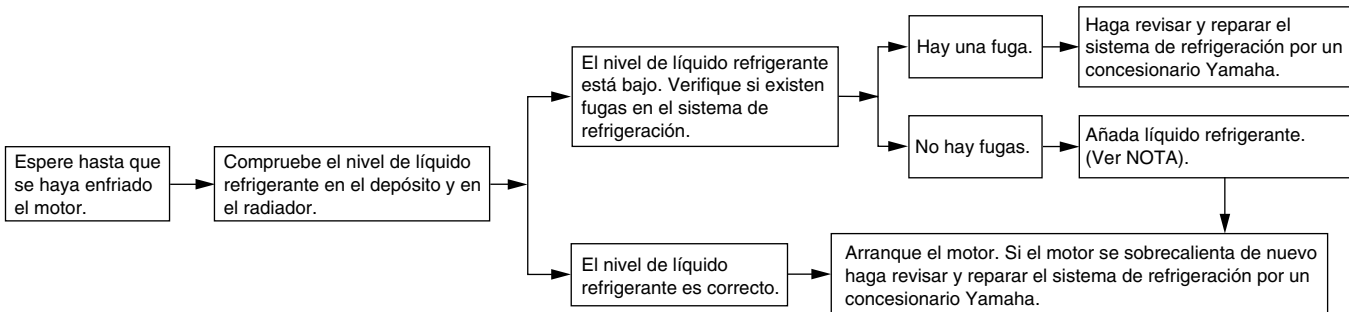 Espere hasta que
se haya enfriado
el motor.
Compruebe el nivel de líquido
refrigerante en el depósito y en
el radiador.
El nivel de líquido refrigerante
está bajo. Verifique si existen
fugas en el sistema de
refrigeración.
Hay una fuga.
Haga revisar y reparar el
sistema de refrigeración por un
concesionario Yamaha.
No hay fugas.
Añada líquido refrigerante.
(Ver NOTA).
El nivel de líquido
refrigerante es correcto.
Arranque el motor. Si el motor se sobrecalienta de nuevo
haga revisar y reparar el sistema de refrigeración por un
concesionario Yamaha.